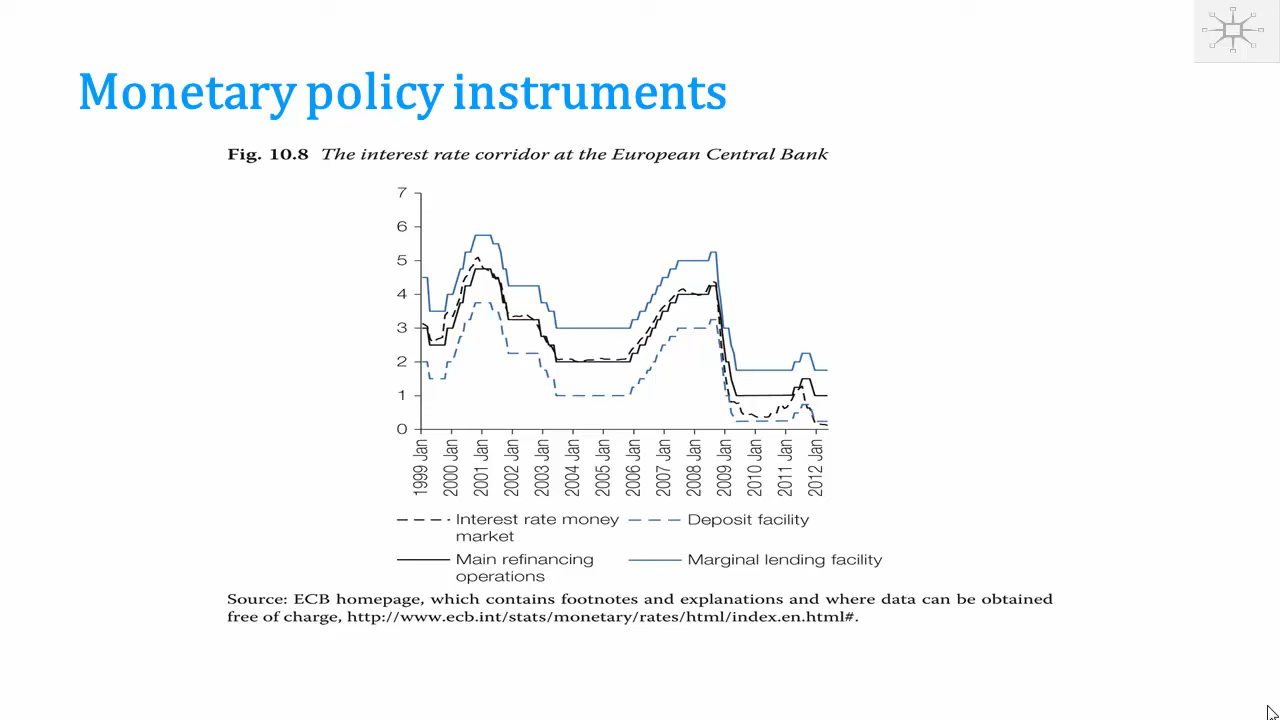 Monetary policy instruments
Fig. 10.8 The interest rate corridor at the European Central Bank
7
6
5
4
3
2
1
0
1999 Jan
2000 Jan
2001 Jan
2002 Jan
2003 Jan
2004 Jan
2005 Jan
2006 Jan
2007 Jan
2008 Jan
2009 Jan
2010 Jan
2011 Jan
2012 Jan
Interest rate money
market
Deposit facility
Main refinancing
operations
Marginal lending facility
Source: ECB homepage, which contains footnotes and explanations and where data can be obtained
free of charge, http://www.ecb.int/stats/monetary/rates/html/index.en.html#.